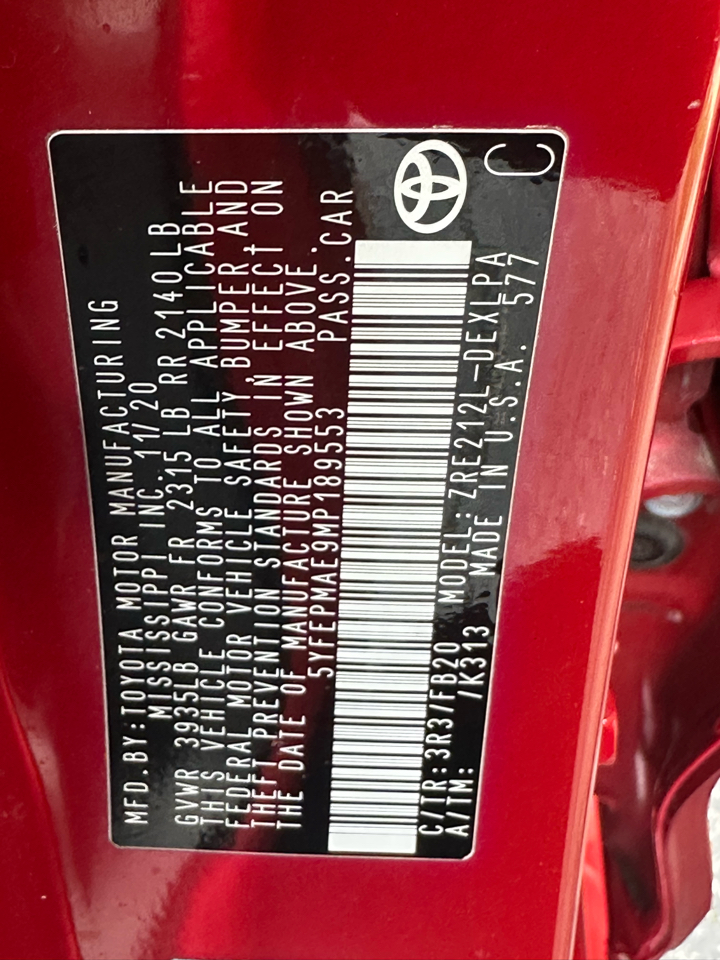 MFD.BY:TOYOTA MOTOR MANUFACTURING
MISSISSIPPI INC. 11/20
GVWR 3935LB GAWR FR 2315 LB RR 2140LB
THIS VEHICLE CONFORMS TO ALL APPLICABLE
FEDERAL MOTOR VEHICLE SAFETY, BUMPER, AND
THEFT PREVENTION STANDARDS IN EFFECT ON
THE DATE OF MANUFACTURE SHOWN ABOVE.
5YFEPMAE9MP189553 PASS.CAR
C/TR:3R3/FB20 MODEL:ZRE212L-DEXLPA
A/TM: /K313 MADE IN U.S.A. 577
C